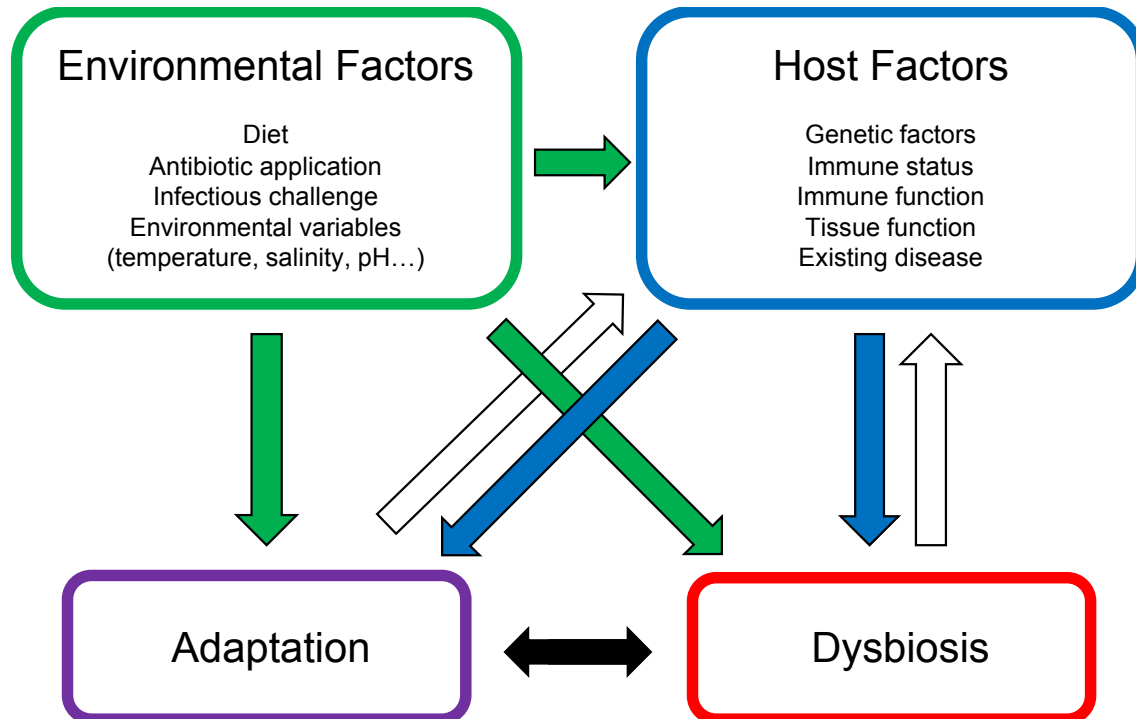 Environmental Factors
Diet
Antibiotic application
Infectious challenge
Environmental variables
(temperature, salinity, pH…)
Host Factors
Genetic factors
Immune status
Immune function
Tissue function
Existing disease
Adaptation
Dysbiosis